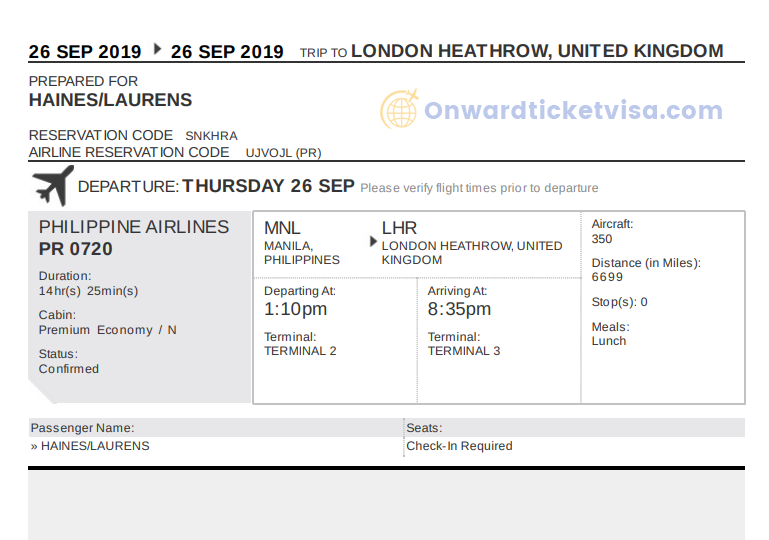 26 SEP 2019 26 SEP 2019 TRIP TO LONDON HEATHROW, UNITED KINGDOM
PREPARED FOR
HAINES/LAURENS
Onwardticketvisa.com
RESERVATION CODE SNKHRA
AIRLINE RESERVATION CODE UJVOJL (PR)
DEPARTURE: THURSDAY 26 SEP Please verify flight times prior to departure
PHILIPPINE AIRLINES
PR 0720
Duration:
14hr(s) 25min(s)
Cabin:
Premium Economy / N
Status:
Confirmed
MNL
MANILA,
PHILIPPINES
LHR
LONDON HEATHROW, UNITED
KINGDOM
Departing At:
1:10pm
Terminal:
TERMINAL 2
Arriving At:
8:35pm
Terminal:
TERMINAL 3
Aircraft:
350
Distance (in Miles):
6699
Stop(s): 0
Meals:
Lunch
Passenger Name: Seats:
» HAINES/LAURENS Check-In Required